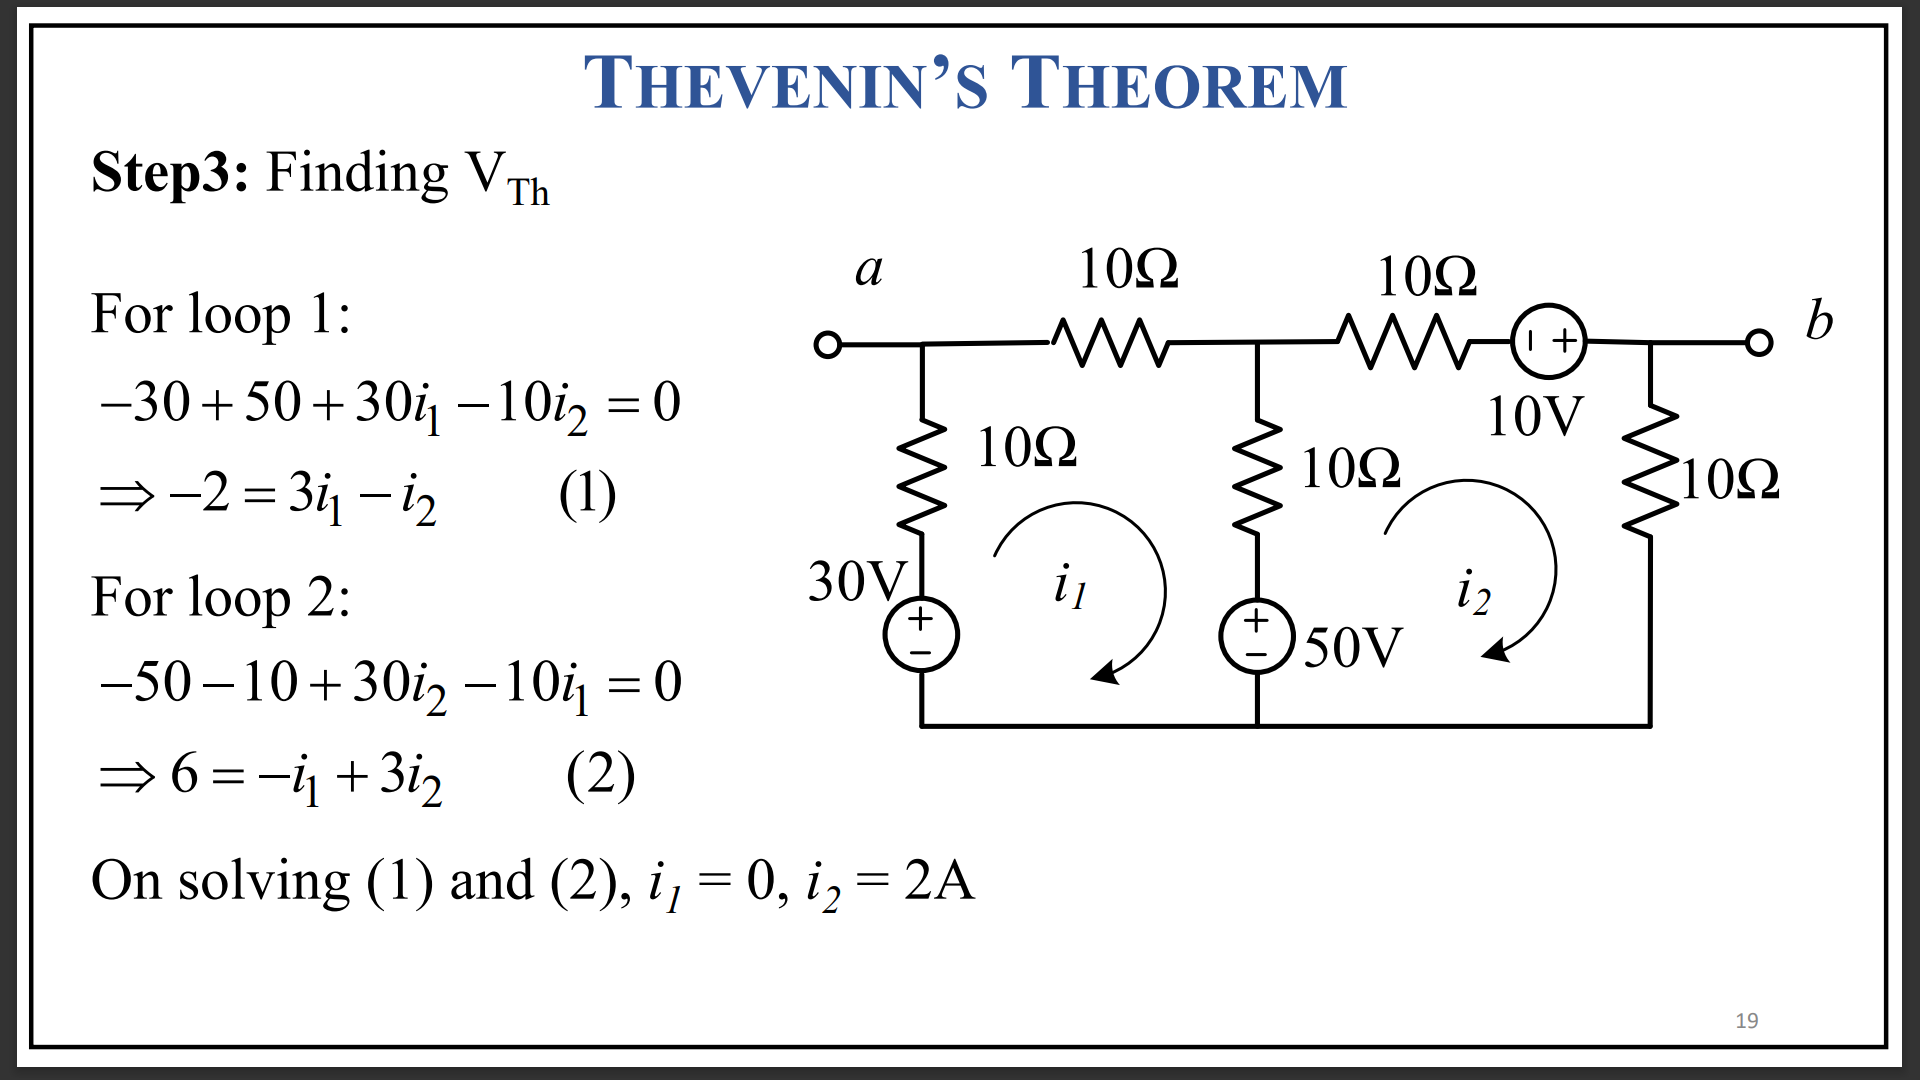 THEVENIN’S THEOREM
Step3: Finding V_Th
For loop 1:
−30 + 50 + 30i₁ − 10i₂ = 0
⇒ −2 = 3i₁ − i₂ (1)
For loop 2:
−50 − 10 + 30i₂ − 10i₁ = 0
⇒ 6 = −i₁ + 3i₂ (2)
On solving (1) and (2), i₁ = 0, i₂ = 2A
a
10Ω
10Ω
b
− +
10V
10Ω
10Ω
10Ω
30V
+
−
i₁
+
−
50V
i₂
19